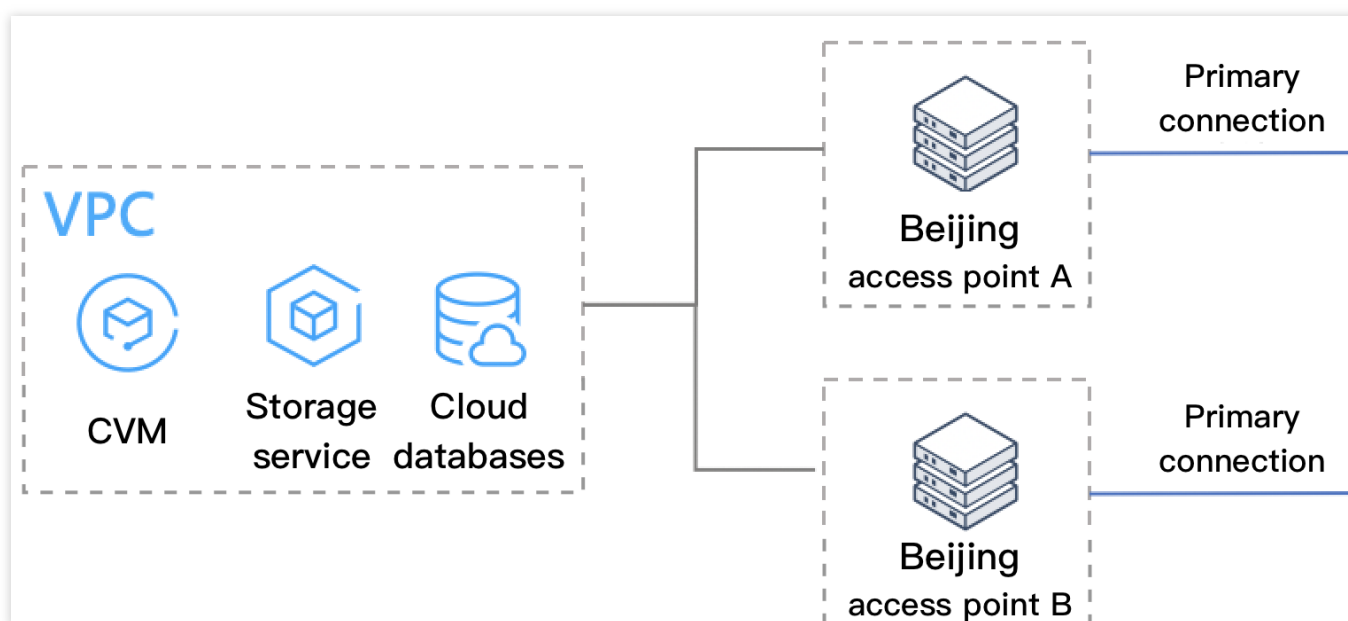 VPC
CVM
Storage
service
Cloud
databases
Beijing
access point A
Primary
connection
Beijing
access point B
Primary
connection